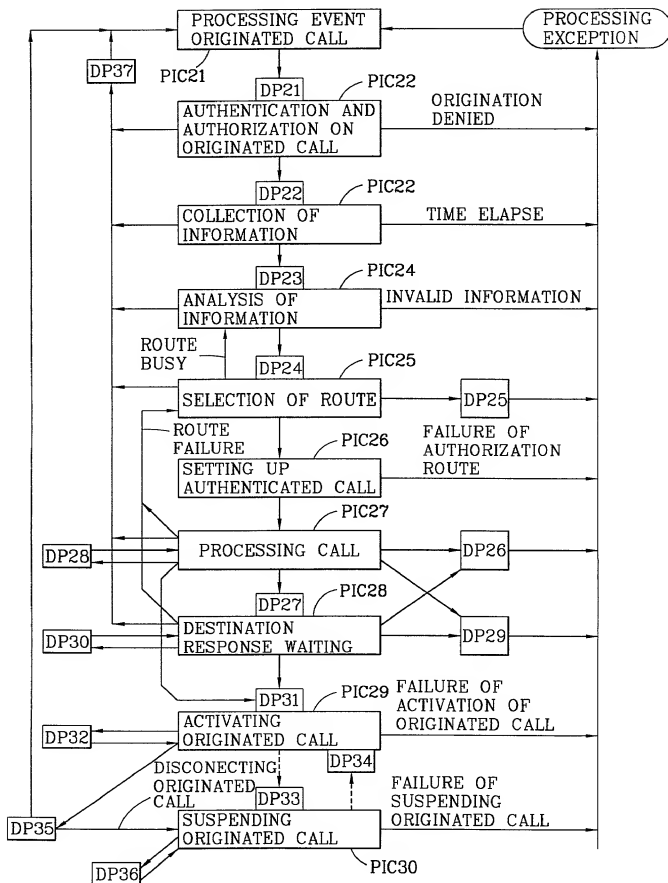 PROCESSING EVENT
ORIGINATED CALL
PROCESSING
EXCEPTION
PIC21
DP37
DP21
PIC22
AUTHENTICATION AND
AUTHORIZATION ON
ORIGINATED CALL
ORIGINATION
DENIED
DP22
PIC22
COLLECTION OF
INFORMATION
TIME ELAPSE
DP23
PIC24
ANALYSIS OF
INFORMATION
INVALID INFORMATION
ROUTE
BUSY
DP24
PIC25
SELECTION OF ROUTE
DP25
ROUTE
FAILURE
PIC26
SETTING UP
AUTHENTICATED CALL
FAILURE OF
AUTHORIZATION
ROUTE
PIC27
DP28
PROCESSING CALL
DP26
DP27
PIC28
DP30
DESTINATION
RESPONSE WAITING
DP29
DP31
PIC29
DP32
ACTIVATING
ORIGINATED CALL
FAILURE OF
ACTIVATION OF
ORIGINATED CALL
DP34
DISCONECTING
ORIGINATED
CALL
DP33
DP35
SUSPENDING
ORIGINATED CALL
FAILURE OF
SUSPENDING
ORIGINATED CALL
DP36
PIC30